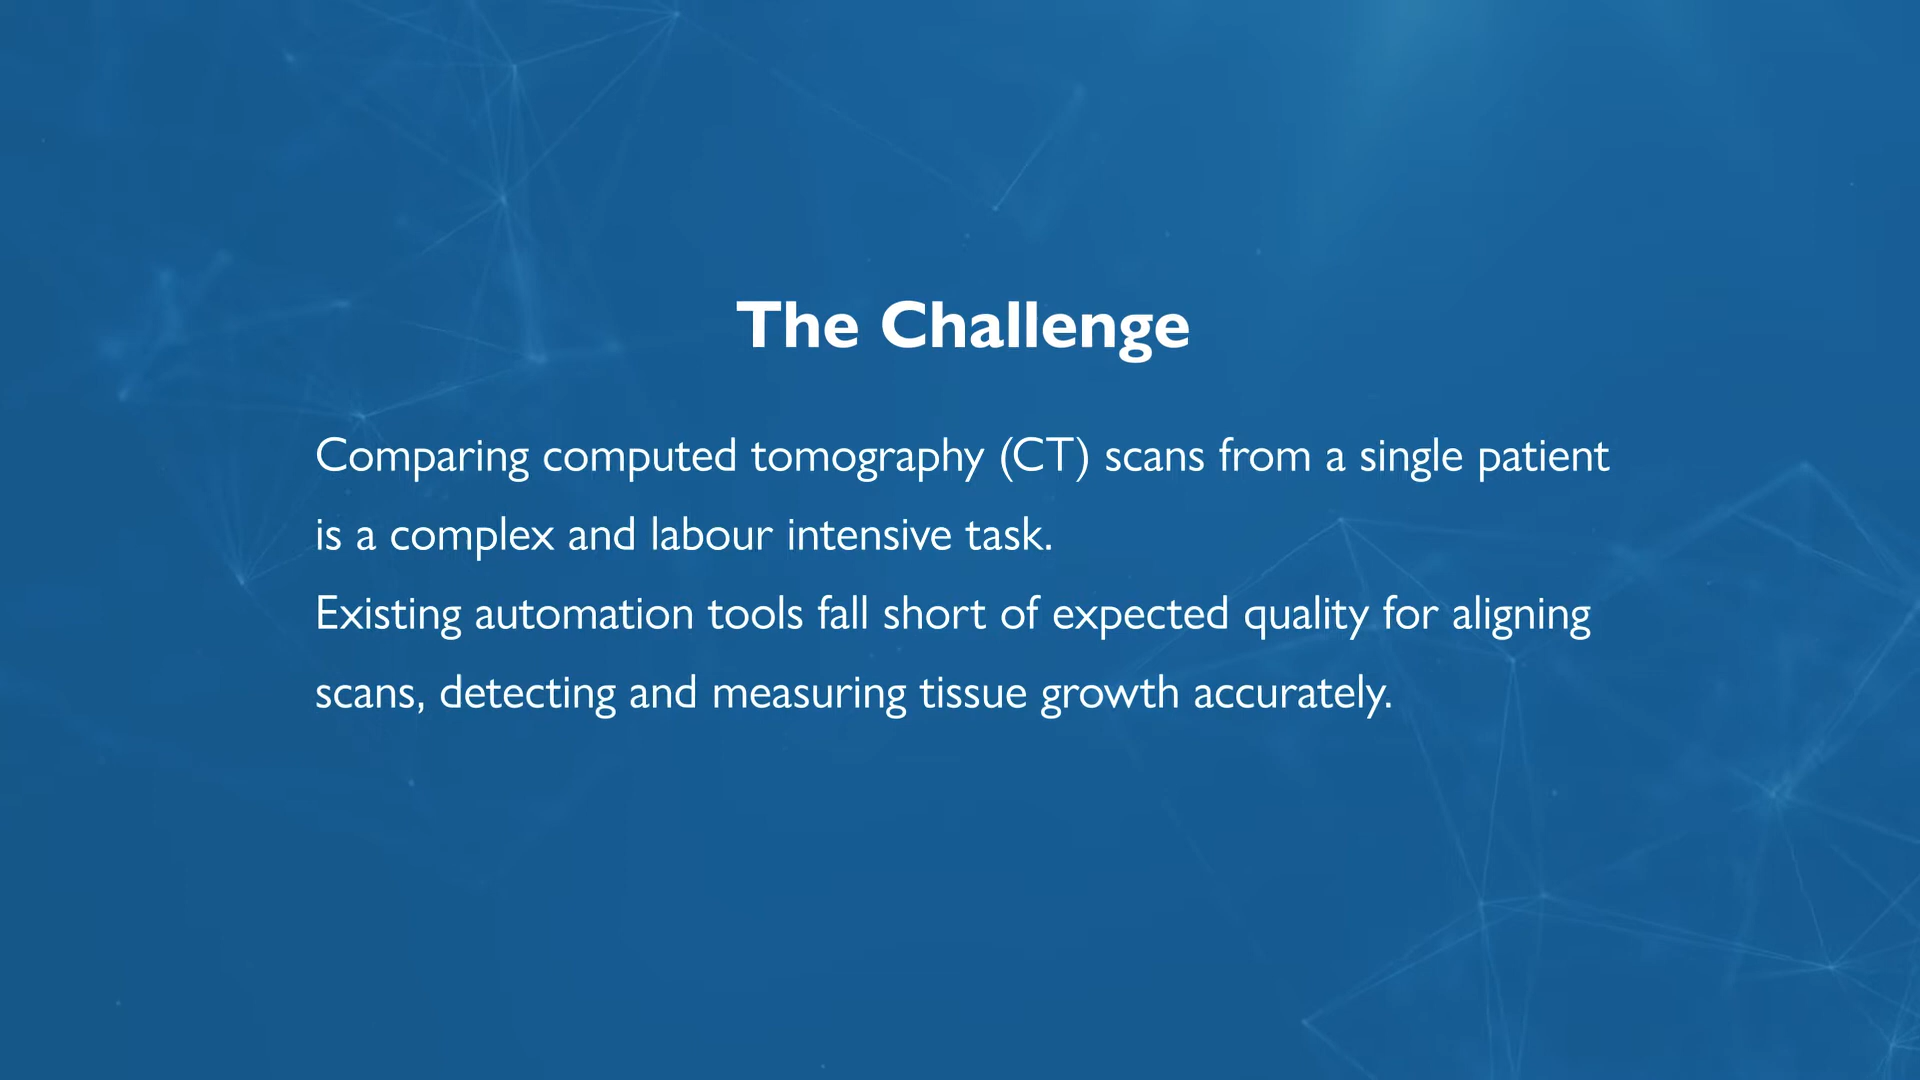 The Challenge
Comparing computed tomography (CT) scans from a single patient
is a complex and labour intensive task.
Existing automation tools fall short of expected quality for aligning
scans, detecting and measuring tissue growth accurately.